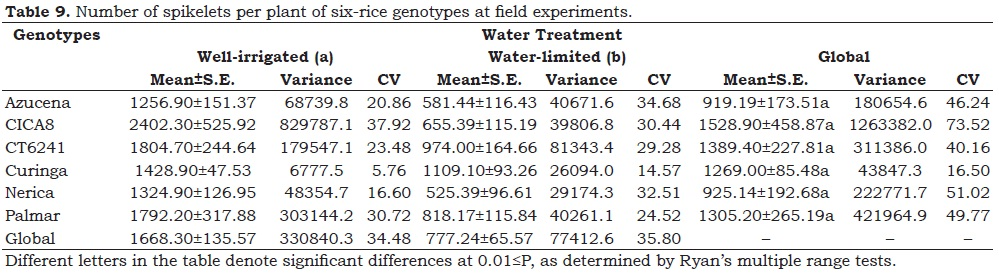 Table 9. Number of spikelets per plant of six-rice genotypes at field experiments.
Genotypes Water Treatment
Well-irrigated (a) Water-limited (b) Global
Mean±S.E. Variance CV Mean±S.E. Variance CV Mean±S.E. Variance CV
Azucena 1256.90±151.37 68739.8 20.86 581.44±116.43 40671.6 34.68 919.19±173.51a 180654.6 46.24
CICA8 2402.30±525.92 829787.1 37.92 655.39±115.19 39806.8 30.44 1528.90±458.87a 1263382.0 73.52
CT6241 1804.70±244.64 179547.1 23.48 974.00±164.66 81343.4 29.28 1389.40±227.81a 311386.0 40.16
Curinga 1428.90±47.53 6777.5 5.76 1109.10±93.26 26094.0 14.57 1269.00±85.48a 43847.3 16.50
Nerica 1324.90±126.95 48354.7 16.60 525.39±96.61 29174.3 32.51 925.14±192.68a 222771.7 51.02
Palmar 1792.20±317.88 303144.2 30.72 818.17±115.84 40261.1 24.52 1305.20±265.19a 421964.9 49.77
Global 1668.30±135.57 330840.3 34.48 777.24±65.57 77412.6 35.80 – – –
Different letters in the table denote significant differences at 0.01≤P, as determined by Ryan's multiple range tests.